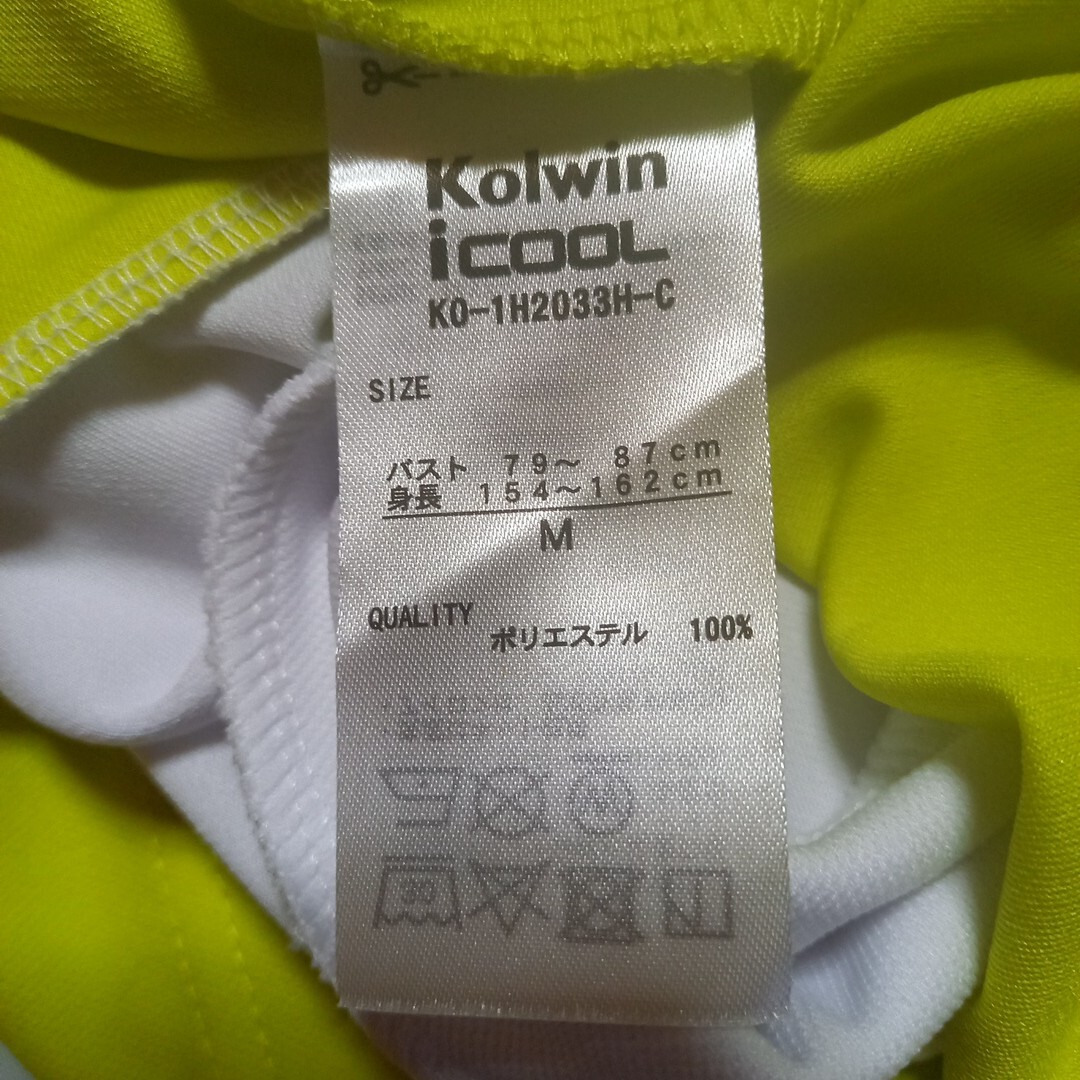 Kolwin
iCOOL
KO-1H2033H-C
SIZE
バスト 79～ 87cm
身長 154～162cm
M
QUALITY
ポリエステル 100%